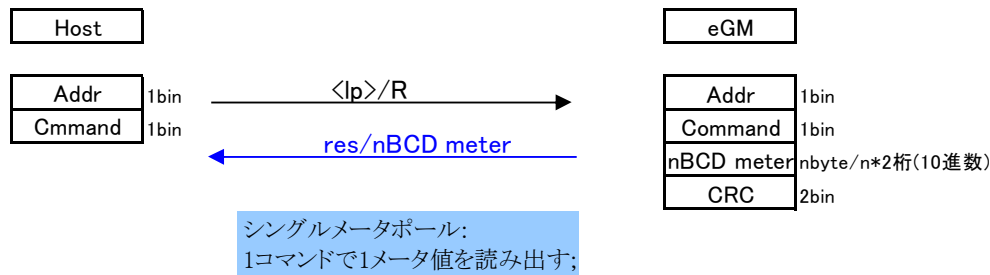 Host
eGM
Addr 1bin
<lp>/R
Addr 1bin
Cmmand 1bin
Command 1bin
res/nBCD meter
nBCD meter nbyte/n*2桁(10進数)
CRC 2bin
シングルメータポール:
1コマンドで1メータ値を読み出す;